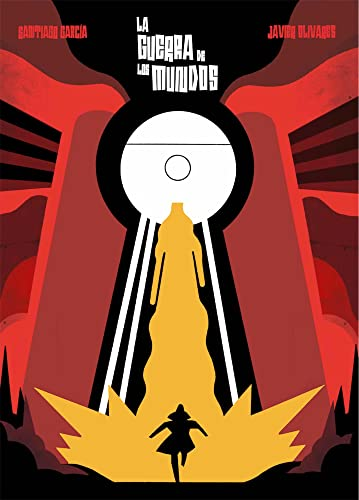 SANTIAGO GARCÍA
LA
GUERRA DE
LOS MUNDOS
JAVIER OLIVARES